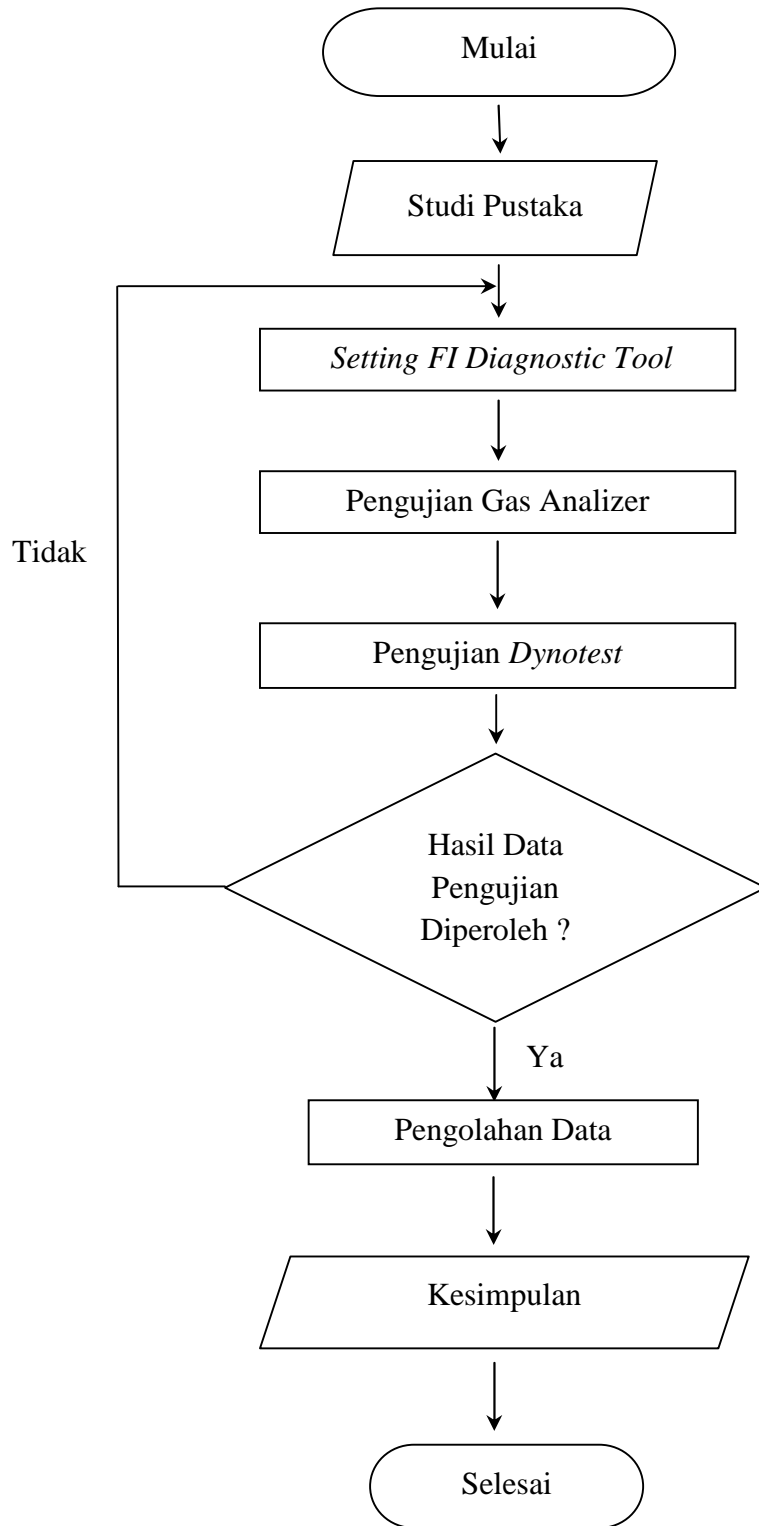 Mulai
Studi Pustaka
Setting FI Diagnostic Tool
Pengujian Gas Analizer
Tidak
Pengujian Dynotest
Hasil Data
Pengujian
Diperoleh ?
Ya
Pengolahan Data
Kesimpulan
Selesai